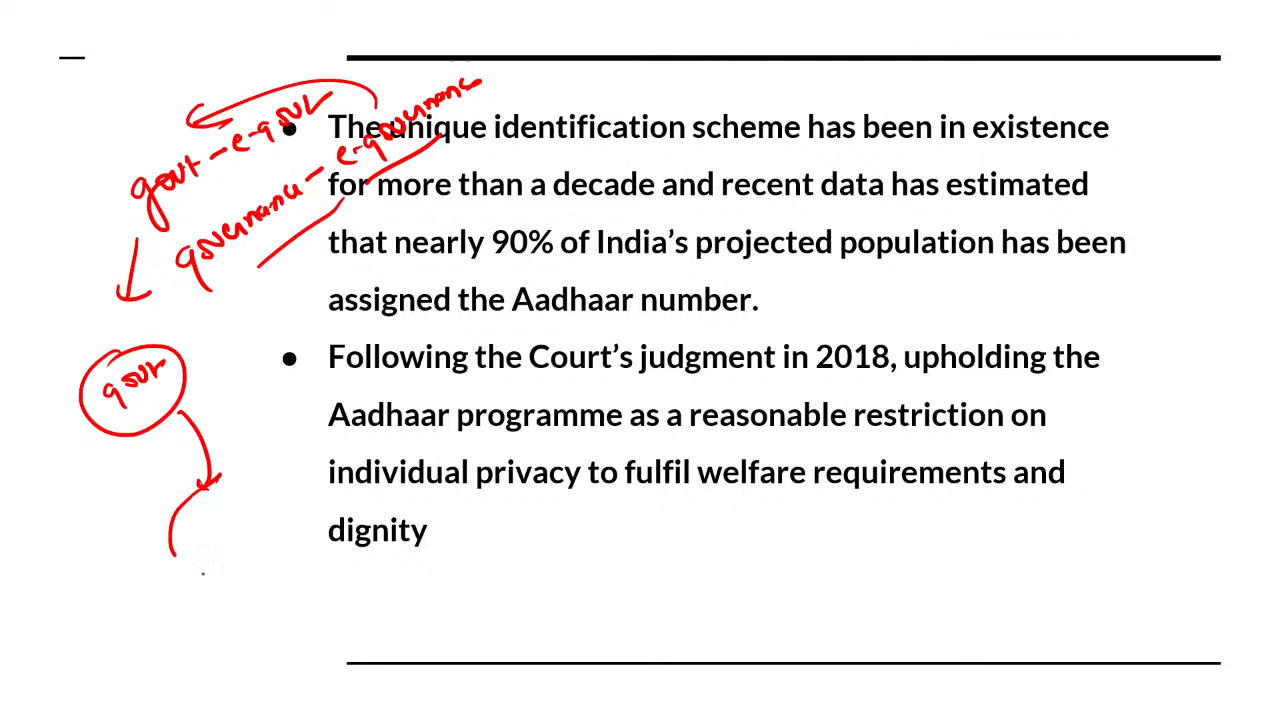 govt - e-govt
governance - e-governance
govt
● The unique identification scheme has been in existence
for more than a decade and recent data has estimated
that nearly 90% of India’s projected population has been
assigned the Aadhaar number.
● Following the Court’s judgment in 2018, upholding the
Aadhaar programme as a reasonable restriction on
individual privacy to fulfil welfare requirements and
dignity